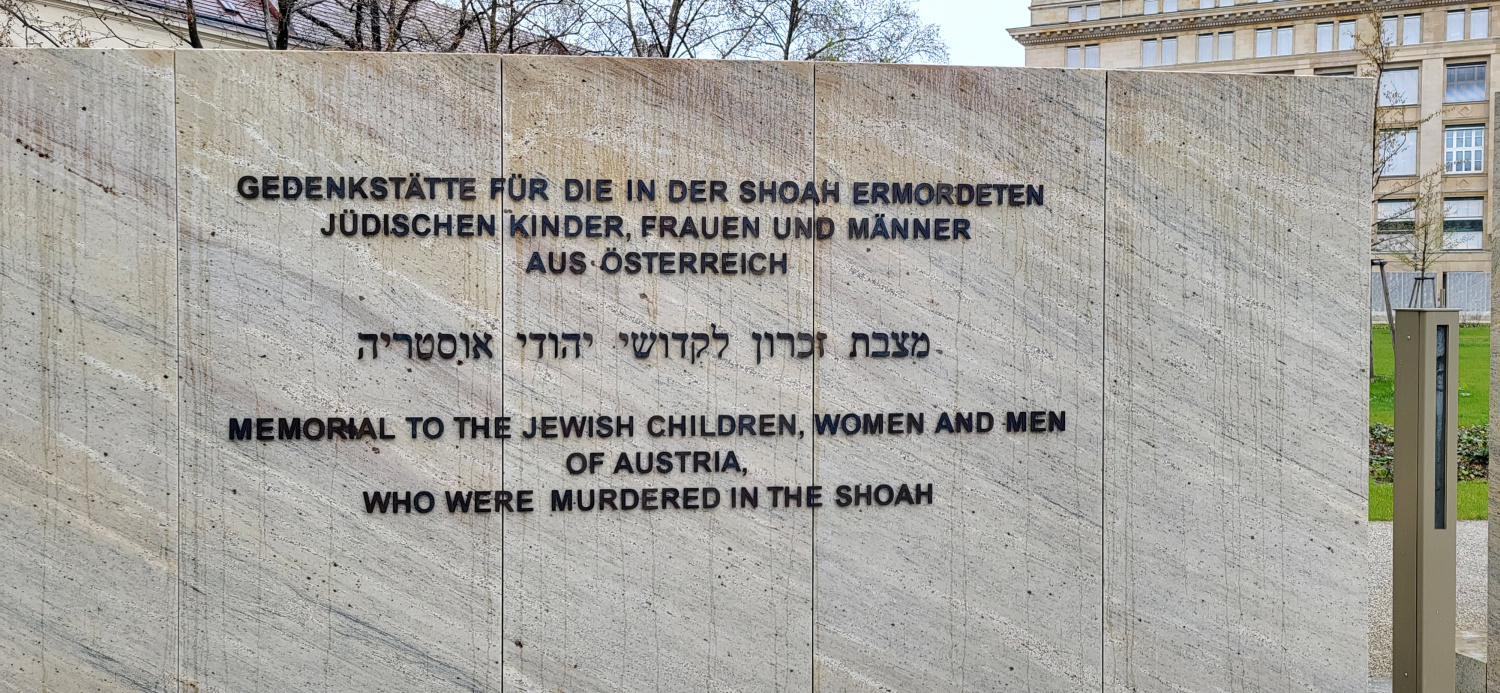 GEDENKSTÄTTE FÜR DIE IN DER SHOAH ERMORDETEN
JÜDISCHEN KINDER, FRAUEN UND MÄNNER
AUS ÖSTERREICH
מצבת זכרון לקדושי יהודי אוסטריה
MEMORIAL TO THE JEWISH CHILDREN, WOMEN AND MEN
OF AUSTRIA,
WHO WERE MURDERED IN THE SHOAH